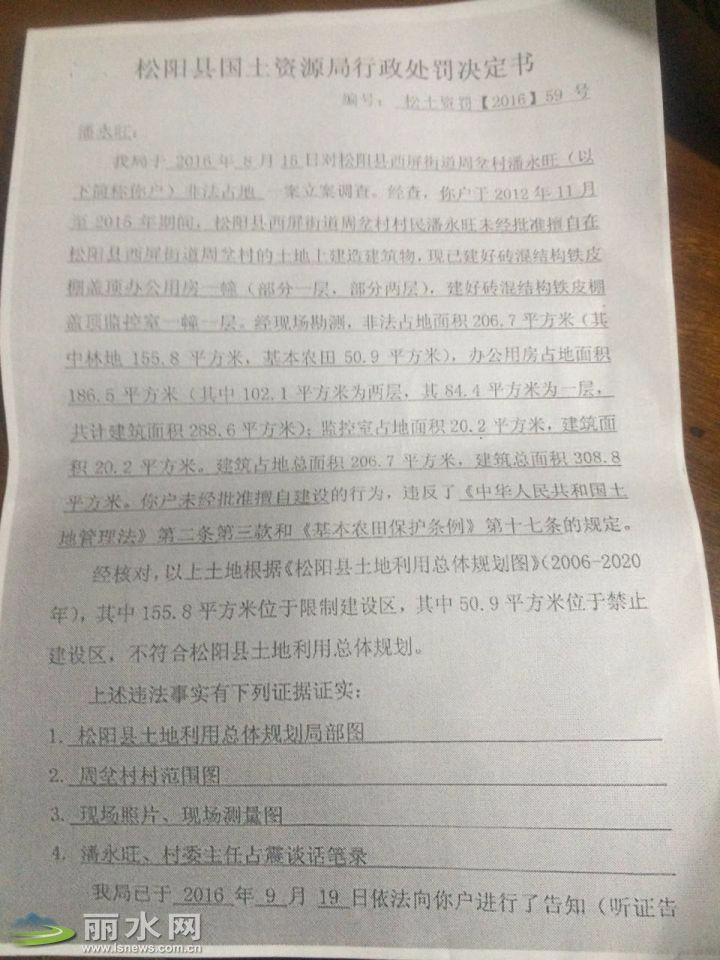 松阳县国土资源局行政处罚决定书
编号：松土资罚【2016】59 号
潘永旺：
我局于 2016 年 8 月 15 日对松阳县西屏街道周坌村潘永旺（以
下简称你户）非法占地 一案立案调查。经查，你户于 2012 年 11 月
至 2015 年期间，松阳县西屏街道周坌村村民潘永旺未经批准擅自在
松阳县西屏街道周坌村的土地上建造建筑物，现已建好砖混结构铁皮
棚盖顶办公用房一幢（部分一层，部分两层），建好砖混结构铁皮棚
盖顶监控室一幢一层。经现场勘测，非法占地面积 206.7 平方米（其
中林地 155.8 平方米，基本农田 50.9 平方米），办公用房占地面积
186.5 平方米（其中 102.1 平方米为两层，其 84.4 平方米为一层，
共计建筑面积 288.6 平方米）；监控室占地面积 20.2 平方米，建筑面
积 20.2 平方米。建筑占地总面积 206.7 平方米，建筑总面积 308.8
平方米。你户未经批准擅自建设的行为，违反了《中华人民共和国土
地管理法》第二条第三款和《基本农田保护条例》第十七条的规定。
经核对，以上土地根据《松阳县土地利用总体规划图》（2006-2020
年），其中 155.8 平方米位于限制建设区，其中 50.9 平方米位于禁止
建设区，不符合松阳县土地利用总体规划。
上述违法事实有下列证据证实：
1. 松阳县土地利用总体规划局部图
2. 周坌村村范围图
3. 现场照片、现场测量图
4. 潘永旺、村委主任占震谈话笔录
我局已于 2016 年 9 月 19 日依法向你户进行了告知（听证告
丽水网
www.lsnews.com.cn